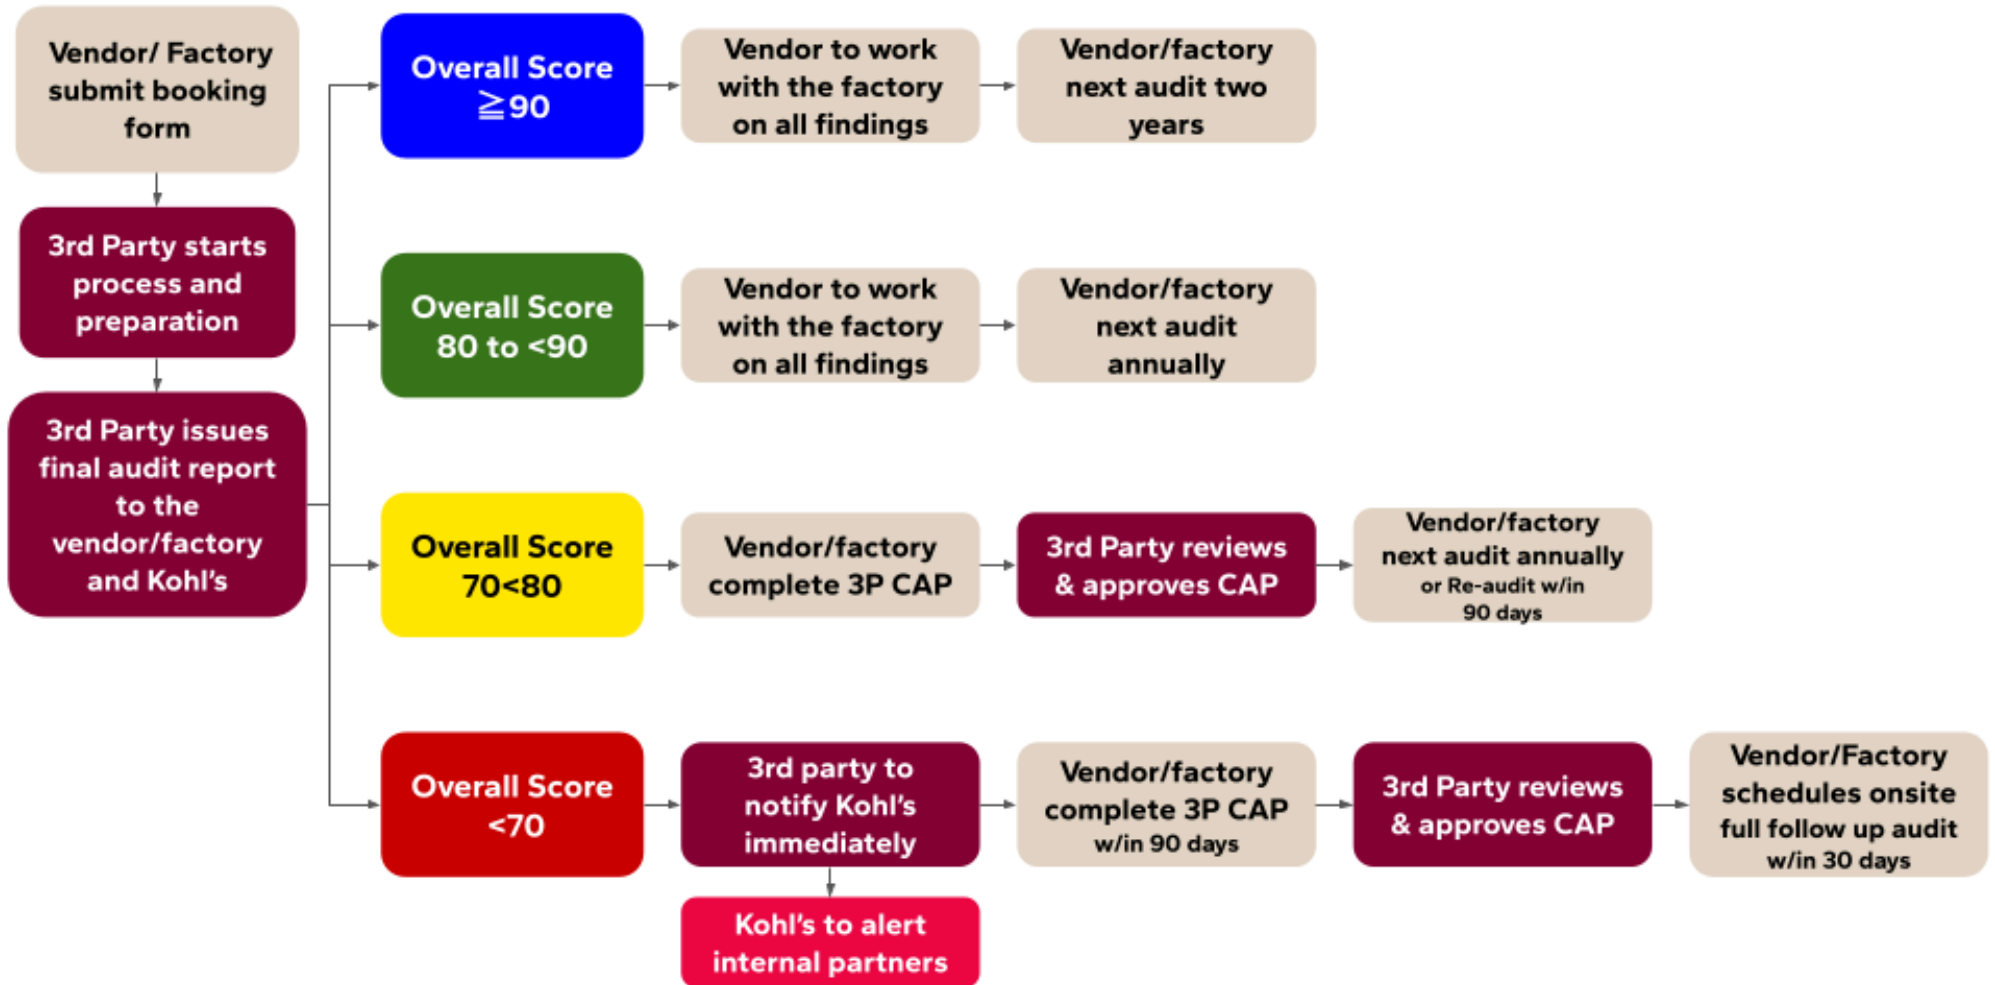 Vendor/ Factory
submit booking
form
3rd Party starts
process and
preparation
3rd Party issues
final audit report
to the
vendor/factory
and Kohl's
Overall Score
≧90
Vendor to work
with the factory
on all findings
Vendor/factory
next audit two
years
Overall Score
80 to <90
Vendor to work
with the factory
on all findings
Vendor/factory
next audit
annually
Overall Score
70<80
Vendor/factory
complete 3P CAP
3rd Party reviews
& approves CAP
Vendor/factory
next audit annually
or Re-audit w/in
90 days
Overall Score
<70
3rd party to
notify Kohl's
immediately
Kohl's to alert
internal partners
Vendor/factory
complete 3P CAP
w/in 90 days
3rd Party reviews
& approves CAP
Vendor/Factory
schedules onsite
full follow up audit
w/in 30 days